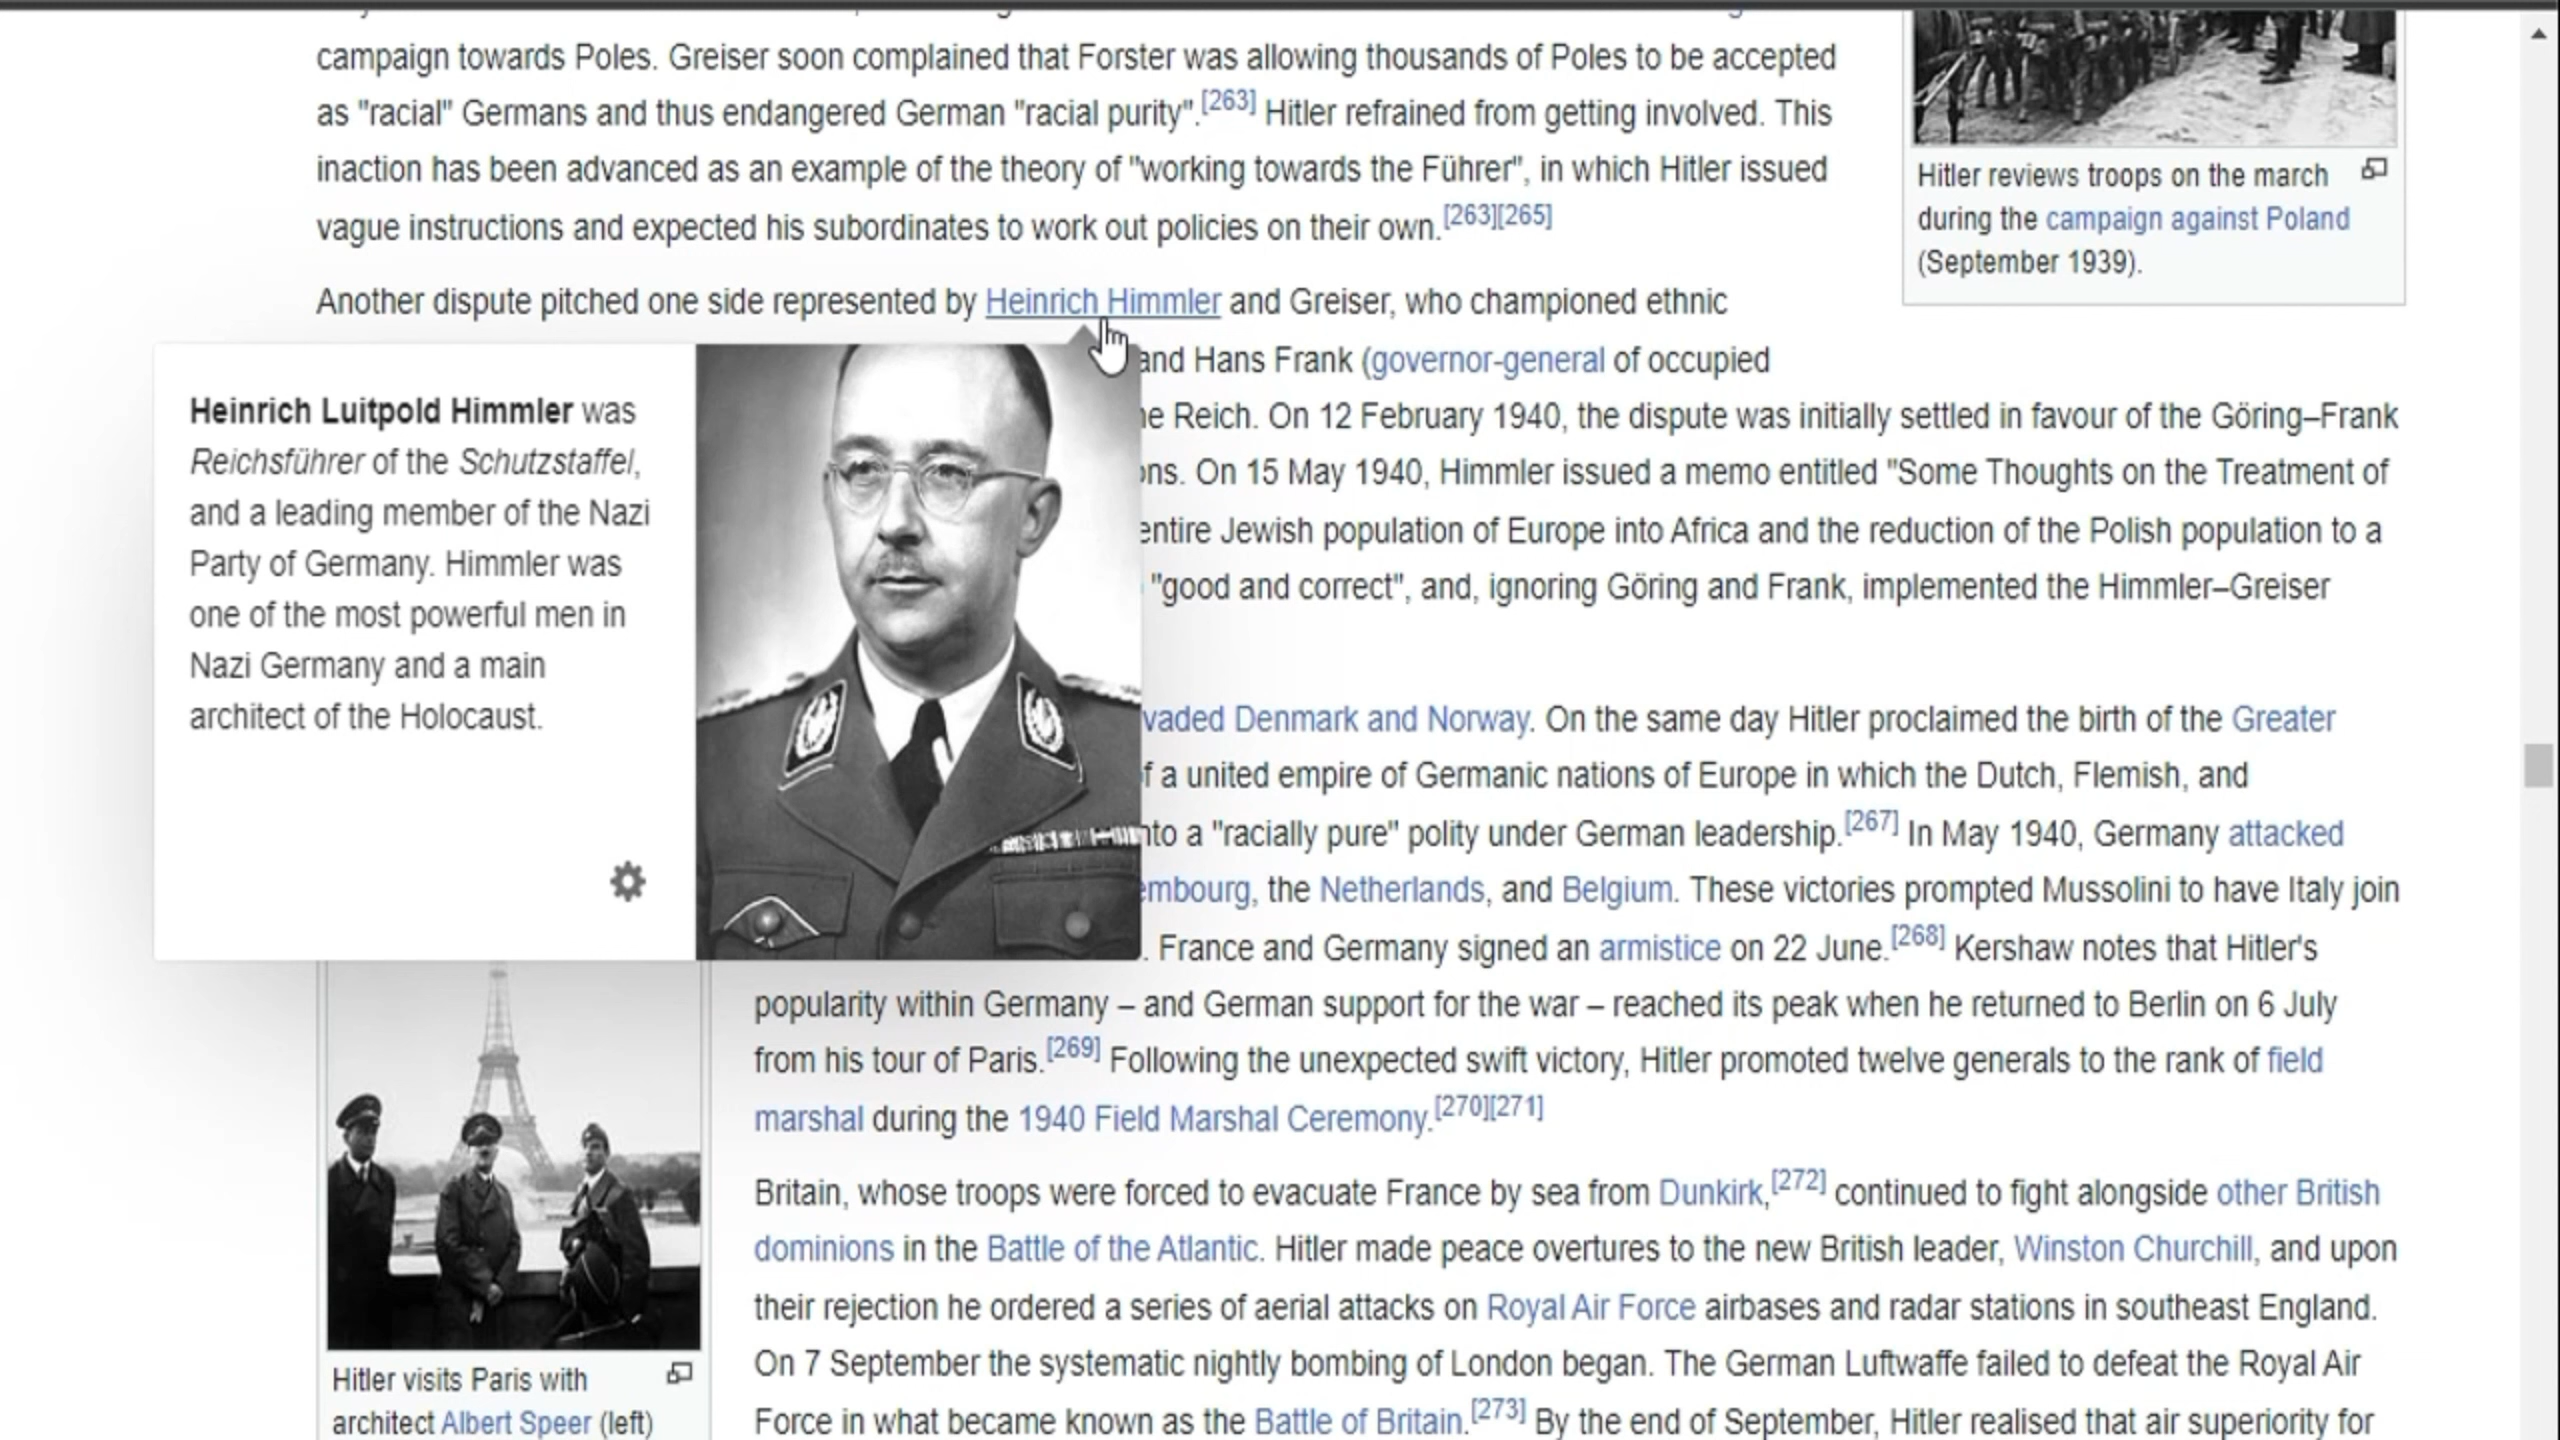 campaign towards Poles. Greiser soon complained that Forster was allowing thousands of Poles to be accepted
as "racial" Germans and thus endangered German "racial purity".[263] Hitler refrained from getting involved. This
inaction has been advanced as an example of the theory of "working towards the Führer", in which Hitler issued
vague instructions and expected his subordinates to work out policies on their own.[263][265]
Hitler reviews troops on the march
during the campaign against Poland
(September 1939).
Another dispute pitched one side represented by Heinrich Himmler and Greiser, who championed ethnic
and Hans Frank (governor-general of occupied
Reich. On 12 February 1940, the dispute was initially settled in favour of the Göring–Frank
On 15 May 1940, Himmler issued a memo entitled "Some Thoughts on the Treatment of
entire Jewish population of Europe into Africa and the reduction of the Polish population to a
"good and correct", and, ignoring Göring and Frank, implemented the Himmler–Greiser
Heinrich Luitpold Himmler was
Reichsführer of the Schutzstaffel,
and a leading member of the Nazi
Party of Germany. Himmler was
one of the most powerful men in
Nazi Germany and a main
architect of the Holocaust.
vaded Denmark and Norway. On the same day Hitler proclaimed the birth of the Greater
f a united empire of Germanic nations of Europe in which the Dutch, Flemish, and
nto a "racially pure" polity under German leadership.[267] In May 1940, Germany attacked
embourg, the Netherlands, and Belgium. These victories prompted Mussolini to have Italy join
. France and Germany signed an armistice on 22 June.[268] Kershaw notes that Hitler's
popularity within Germany – and German support for the war – reached its peak when he returned to Berlin on 6 July
from his tour of Paris.[269] Following the unexpected swift victory, Hitler promoted twelve generals to the rank of field
marshal during the 1940 Field Marshal Ceremony.[270][271]
Britain, whose troops were forced to evacuate France by sea from Dunkirk,[272] continued to fight alongside other British
dominions in the Battle of the Atlantic. Hitler made peace overtures to the new British leader, Winston Churchill, and upon
their rejection he ordered a series of aerial attacks on Royal Air Force airbases and radar stations in southeast England.
On 7 September the systematic nightly bombing of London began. The German Luftwaffe failed to defeat the Royal Air
Force in what became known as the Battle of Britain.[273] By the end of September, Hitler realised that air superiority for
Hitler visits Paris with
architect Albert Speer (left)